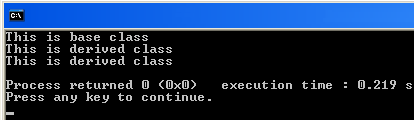 This is base class
This is derived class
This is derived class
Process returned 0 (0x0)   execution time : 0.219 s
Press any key to continue.